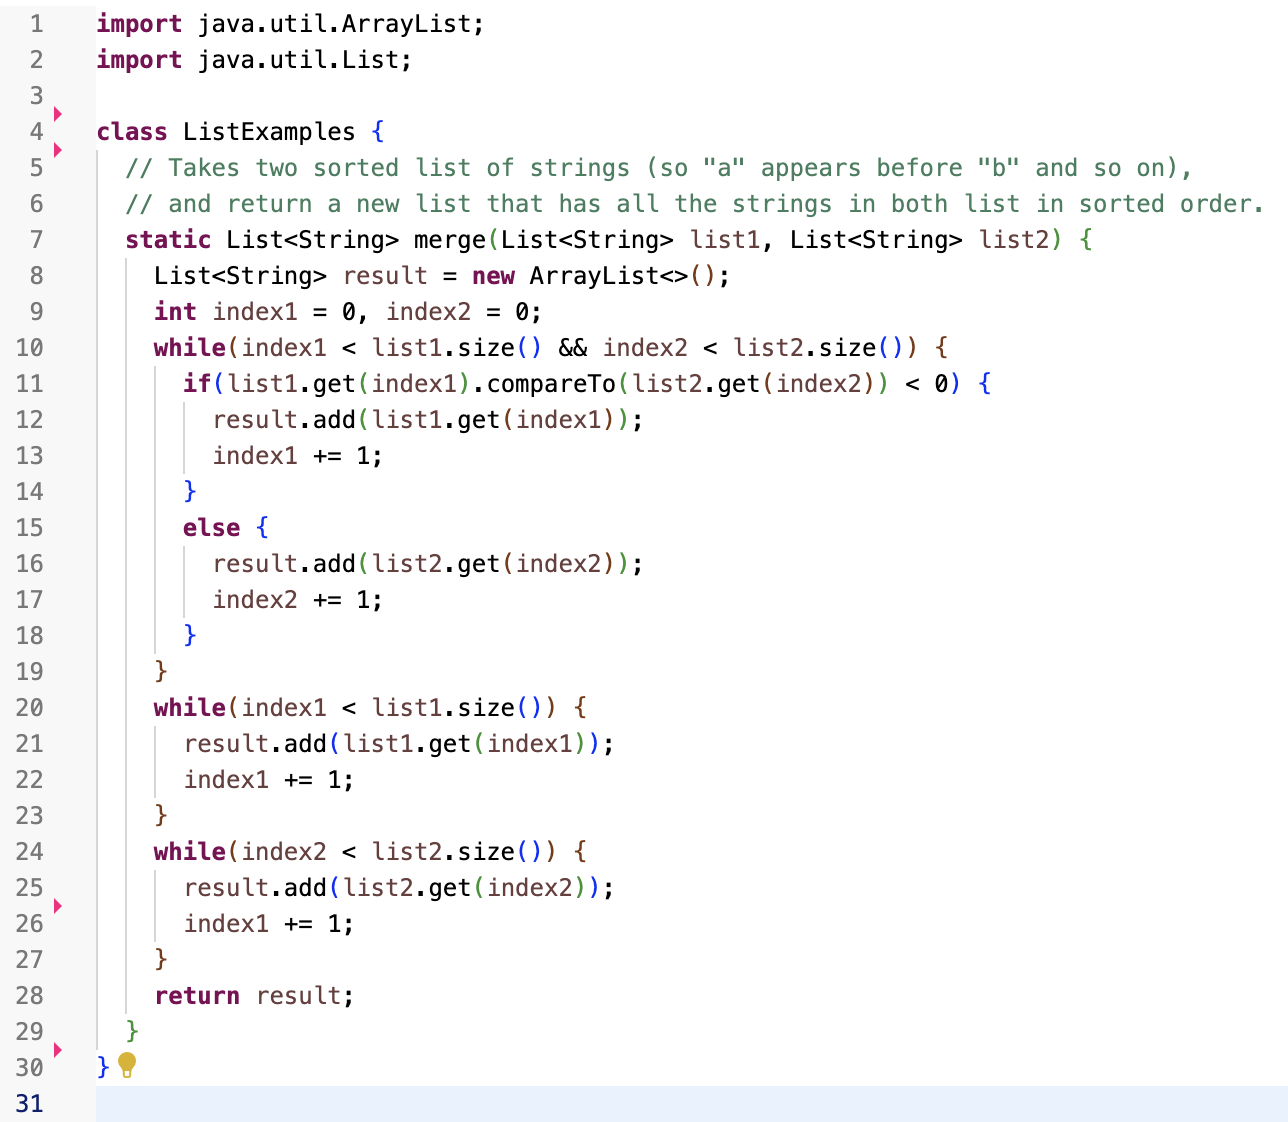 1 import java.util.ArrayList;
2 import java.util.List;
3
4 class ListExamples {
5   // Takes two sorted list of strings (so "a" appears before "b" and so on),
6   // and return a new list that has all the strings in both list in sorted order.
7   static List<String> merge(List<String> list1, List<String> list2) {
8     List<String> result = new ArrayList<>();
9     int index1 = 0, index2 = 0;
10     while(index1 < list1.size() && index2 < list2.size()) {
11       if(list1.get(index1).compareTo(list2.get(index2)) < 0) {
12         result.add(list1.get(index1));
13         index1 += 1;
14       }
15       else {
16         result.add(list2.get(index2));
17         index2 += 1;
18       }
19     }
20     while(index1 < list1.size()) {
21       result.add(list1.get(index1));
22       index1 += 1;
23     }
24     while(index2 < list2.size()) {
25       result.add(list2.get(index2));
26       index1 += 1;
27     }
28     return result;
29   }
30 }
31